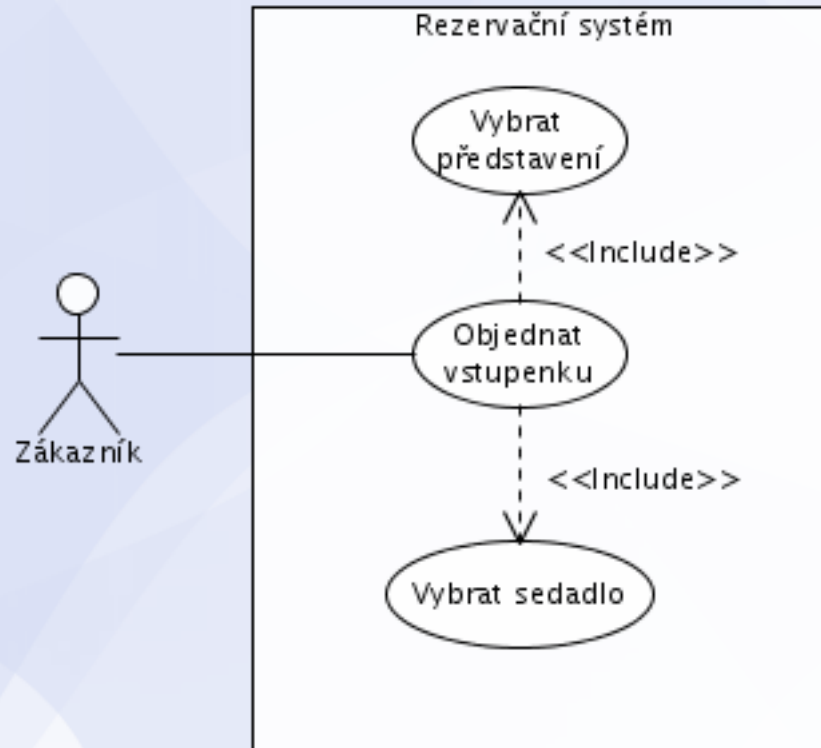 Rezervační systém
Vybrat
představení
<<Include>>
Objednat
vstupenku
Zákazník
<<Include>>
Vybrat sedadlo